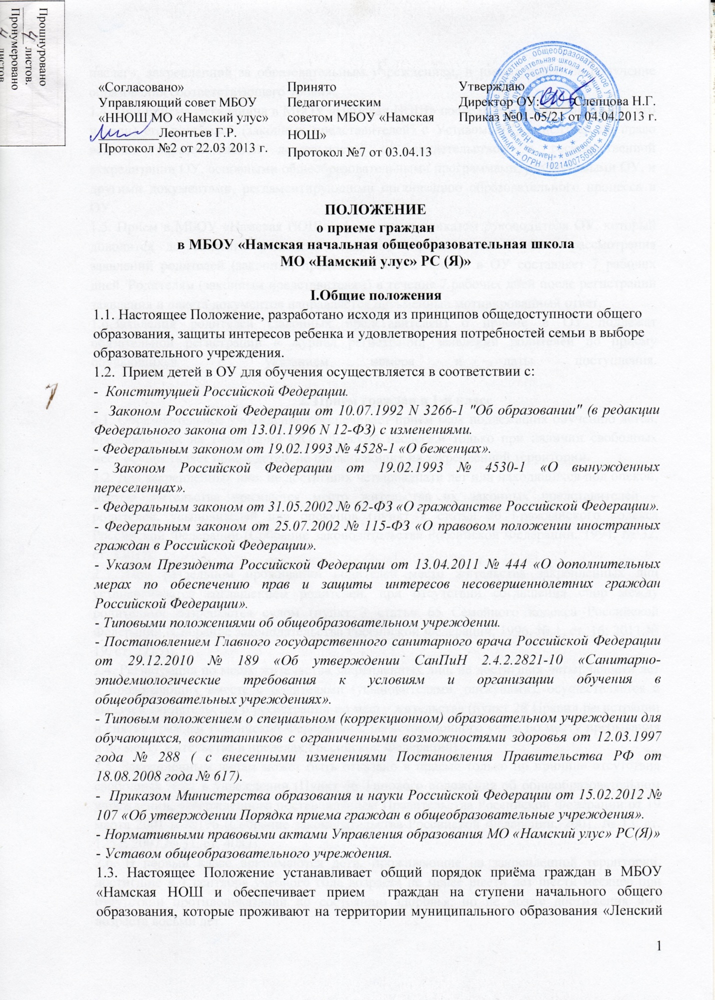 Прошнуровано
4 листов.
Пронумеровано
4 листов
«Согласовано»
Управляющий совет МБОУ
«ННОШ МО «Намский улус»
Леонтьев Г.Р.
Протокол №2 от 22.03 2013 г.
Принято
Педагогическим
советом МБОУ «Намская
НОШ»
Протокол №7 от 03.04.13
Утверждаю
Директор ОУ: Слепцова Н.Г.
Приказ №01-05/21 от 04.04.2013 г.
ОГРН 1021400756981
ПОЛОЖЕНИЕ
о приеме граждан
в МБОУ «Намская начальная общеобразовательная школа
МО «Намский улус» РС (Я)»
I.Общие положения
1.1. Настоящее Положение, разработано исходя из принципов общедоступности общего
образования, защиты интересов ребенка и удовлетворения потребностей семьи в выборе
образовательного учреждения.
1.2.  Прием детей в ОУ для обучения осуществляется в соответствии с:
-  Конституцией Российской Федерации.
-  Законом Российской Федерации от 10.07.1992 N 3266-1 "Об образовании" (в редакции
Федерального закона от 13.01.1996 N 12-ФЗ) с изменениями.
- Федеральным законом от 19.02.1993 № 4528-1 «О беженцах».
- Законом Российской Федерации от 19.02.1993 № 4530-1 «О вынужденных
переселенцах».
- Федеральным законом от 31.05.2002 № 62-ФЗ «О гражданстве Российской Федерации».
- Федеральным законом от 25.07.2002 № 115-ФЗ «О правовом положении иностранных
граждан в Российской Федерации».
- Указом Президента Российской Федерации от 13.04.2011 № 444 «О дополнительных
мерах по обеспечению прав и защиты интересов несовершеннолетних граждан
Российской Федерации».
- Типовыми положениями об общеобразовательном учреждении.
- Постановлением Главного государственного санитарного врача Российской Федерации
от 29.12.2010 № 189 «Об утверждении СанПиН 2.4.2.2821-10 «Санитарно-
эпидемиологические требования к условиям и организации обучения в
общеобразовательных учреждениях».
- Типовым положением о специальном (коррекционном) образовательном учреждении для
обучающихся, воспитанников с ограниченными возможностями здоровья от 12.03.1997
года № 288 ( с внесенными изменениями Постановления Правительства РФ от
18.08.2008 года № 617).
-  Приказом Министерства образования и науки Российской Федерации от 15.02.2012 №
107 «Об утверждении Порядка приема граждан в общеобразовательные учреждения».
- Нормативными правовыми актами Управления образования МО «Намский улус» РС(Я)»
- Уставом общеобразовательного учреждения.
1.3. Настоящее Положение устанавливает общий порядок приёма граждан в МБОУ
«Намская НОШ и обеспечивает прием  граждан на ступени начального общего
образования, которые проживают на территории муниципального образования «Ленский
1